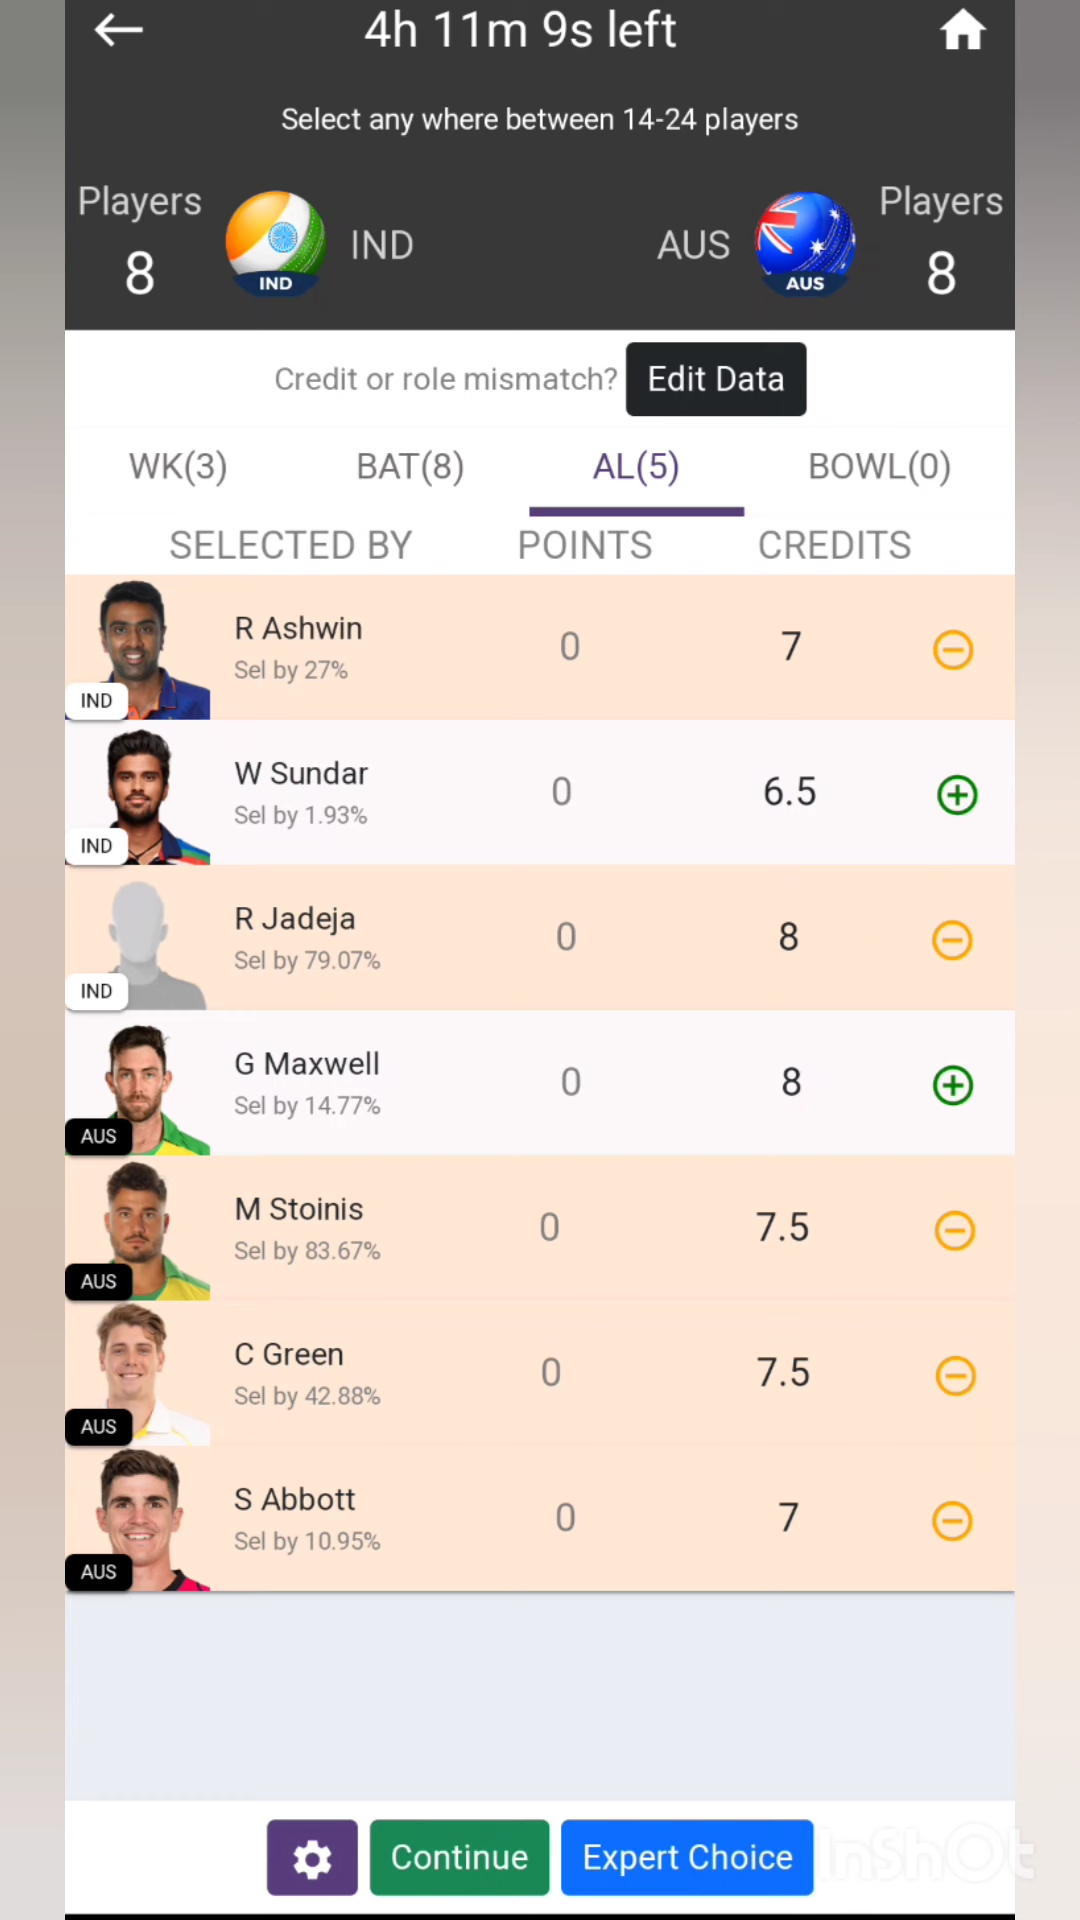 4h 11m 9s left
Select any where between 14-24 players
Players
8
IND
IND
AUS
AUS
Players
8
Credit or role mismatch? Edit Data
WK(3) BAT(8) AL(5) BOWL(0)
SELECTED BY POINTS CREDITS
R Ashwin 0 7
Sel by 27%
IND
W Sundar 0 6.5
Sel by 1.93%
IND
R Jadeja 0 8
Sel by 79.07%
IND
G Maxwell 0 8
Sel by 14.77%
AUS
M Stoinis 0 7.5
Sel by 83.67%
AUS
C Green 0 7.5
Sel by 42.88%
AUS
S Abbott 0 7
Sel by 10.95%
AUS
Continue Expert Choice
InShOt